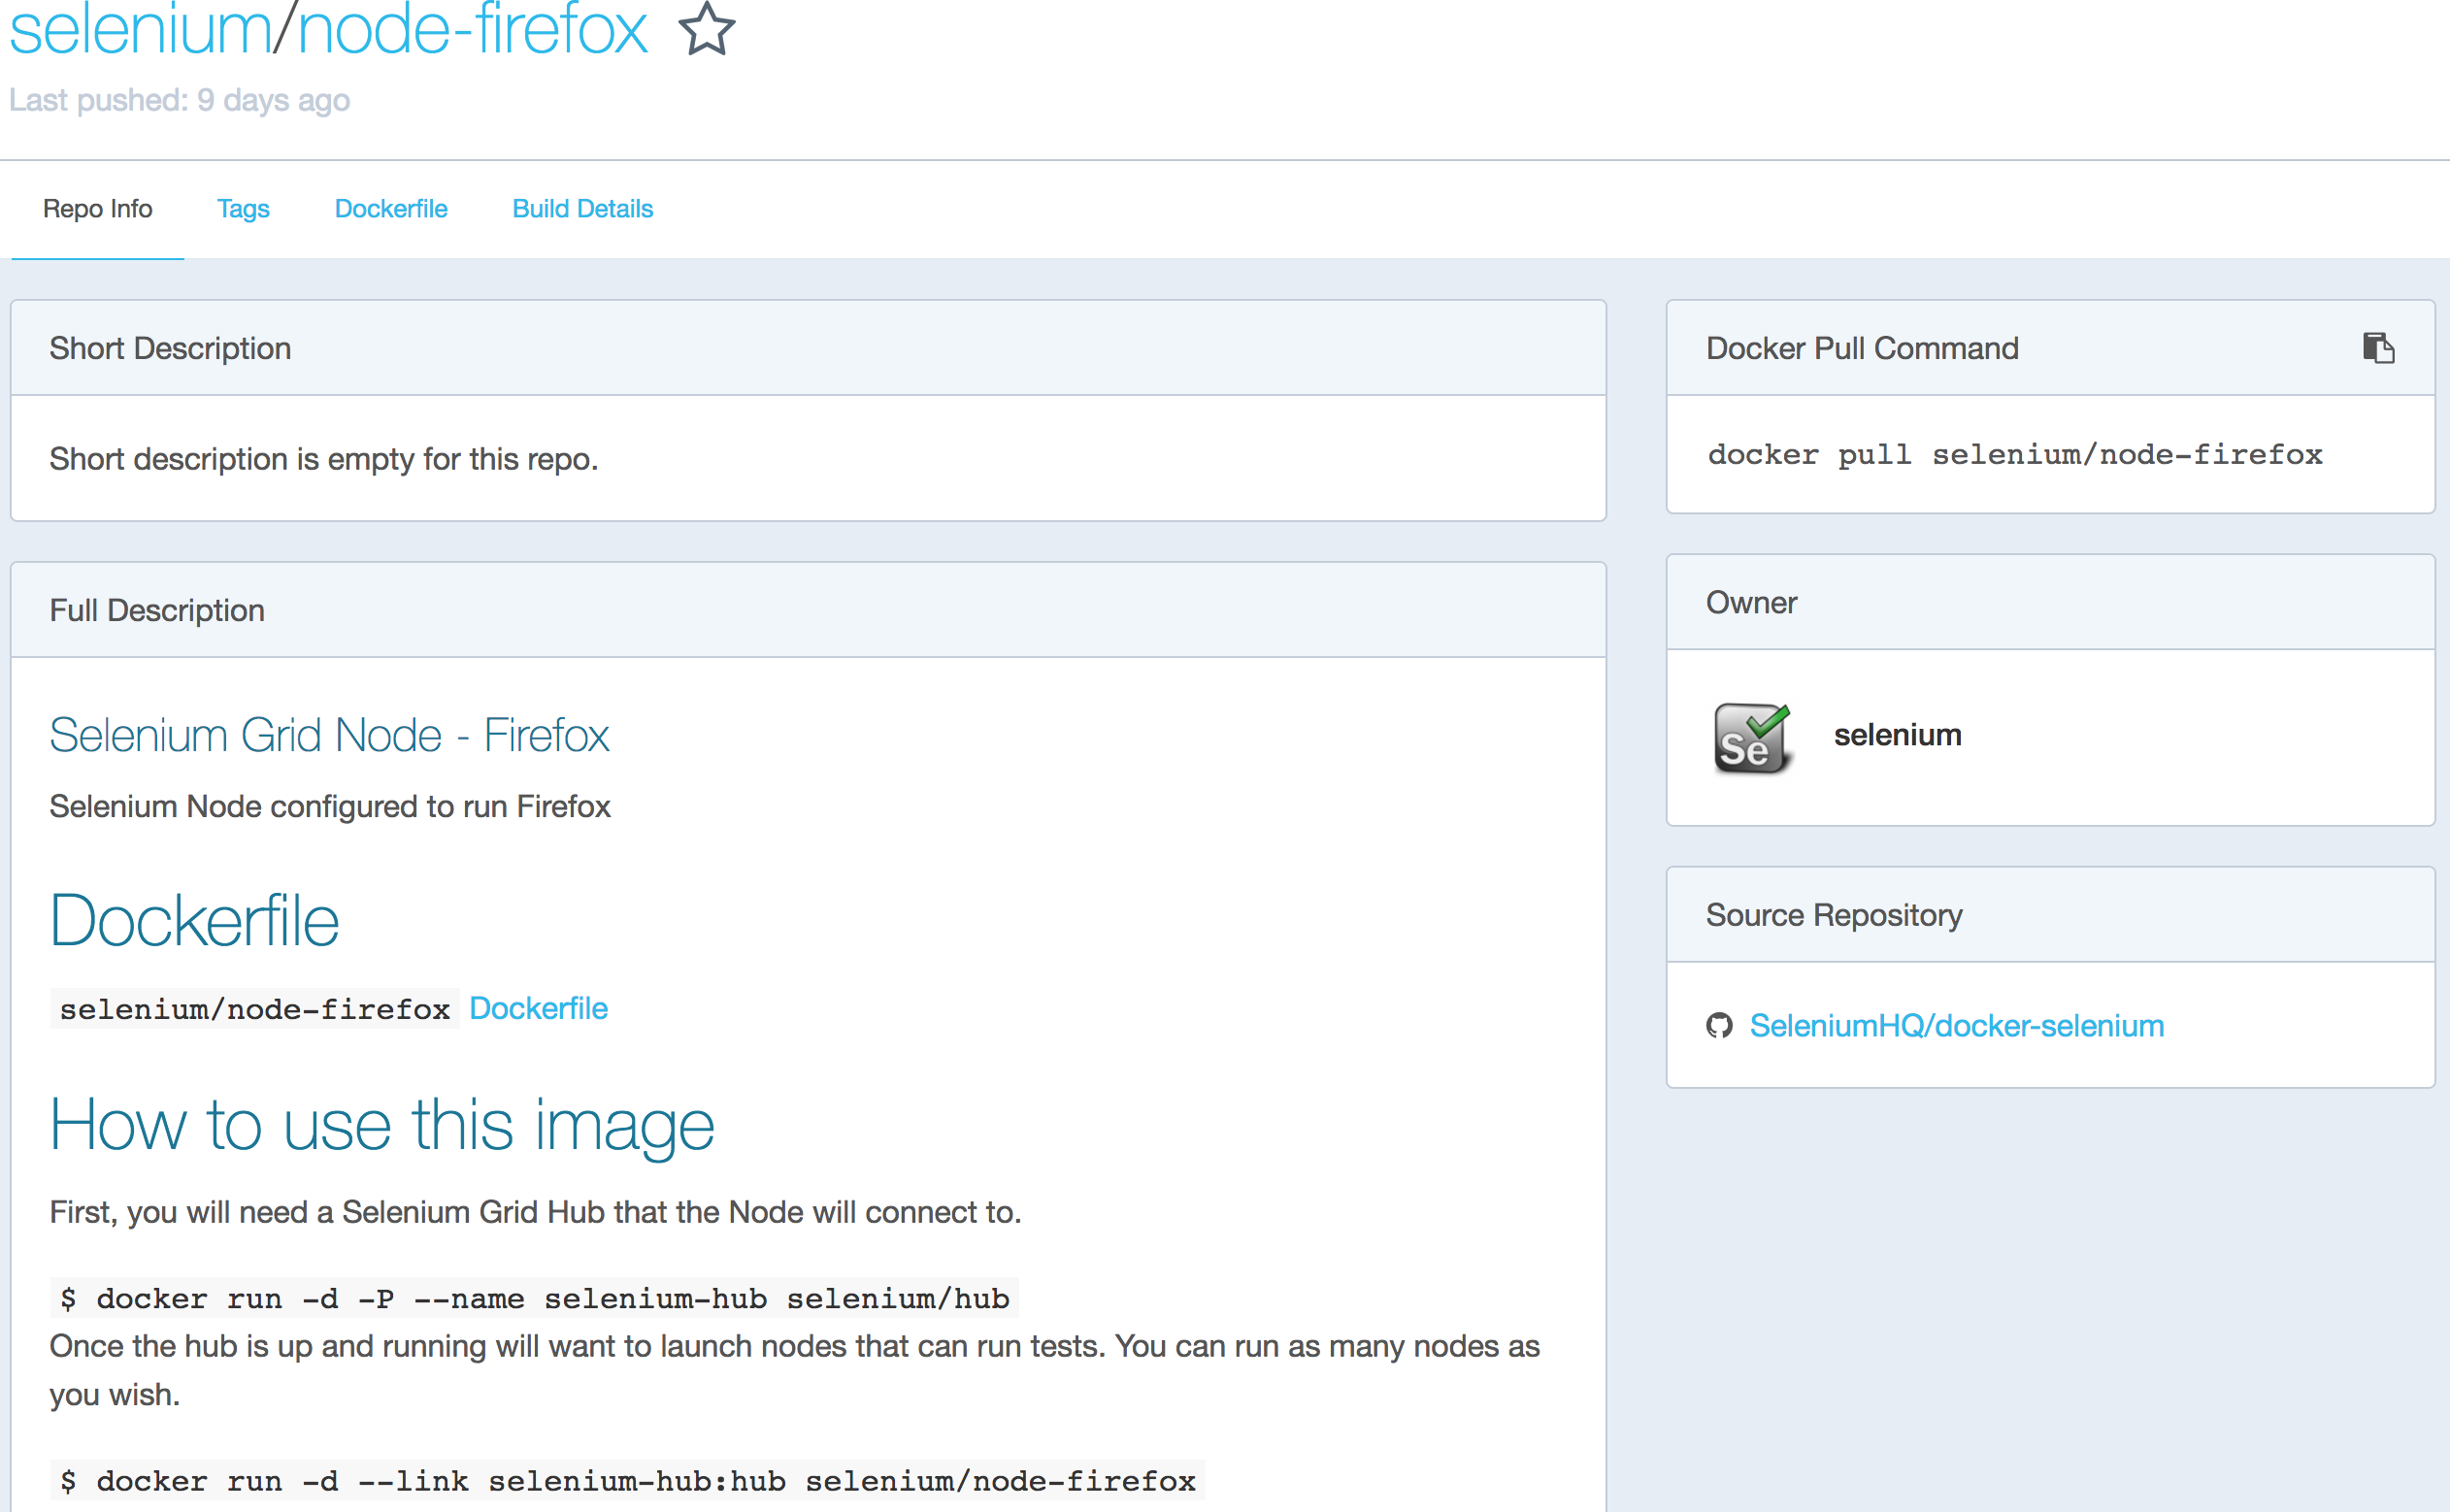 selenium/node-firefox
Last pushed: 9 days ago
Repo Info Tags Dockerfile Build Details
Short Description
Short description is empty for this repo.
Full Description
Selenium Grid Node - Firefox
Selenium Node configured to run Firefox
Dockerfile
selenium/node-firefox Dockerfile
How to use this image
First, you will need a Selenium Grid Hub that the Node will connect to.
$ docker run -d -P --name selenium-hub selenium/hub
Once the hub is up and running will want to launch nodes that can run tests. You can run as many nodes as
you wish.
$ docker run -d --link selenium-hub:hub selenium/node-firefox
Docker Pull Command
docker pull selenium/node-firefox
Owner
Se
selenium
Source Repository
SeleniumHQ/docker-selenium